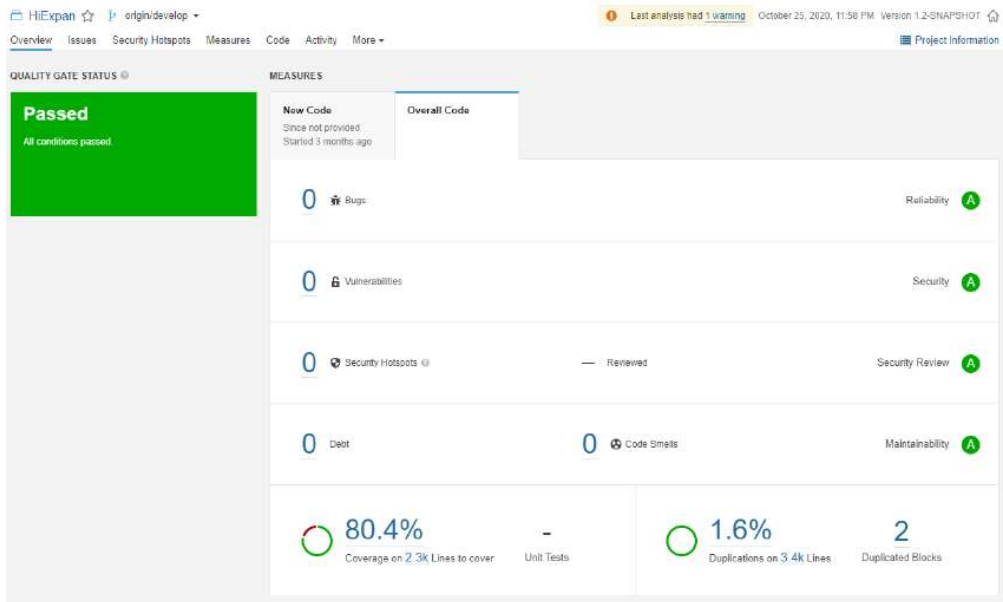 HiExpan origin/develop
Last analysis had 1 warning October 25, 2020, 11:58 PM Version 1.2-SNAPSHOT
Overview Issues Security Hotspots Measures Code Activity More
Project Information
QUALITY GATE STATUS
Passed
All conditions passed.
MEASURES
New Code
Since not provided
Started 3 months ago
Overall Code
0 Bugs Reliability A
0 Vulnerabilities Security A
0 Security Hotspots — Reviewed Security Review A
0 Debt 0 Code Smells Maintainability A
80.4%
Coverage on 2.3k Lines to cover
-
Unit Tests
1.6%
Duplications on 3.4k Lines
2
Duplicated Blocks